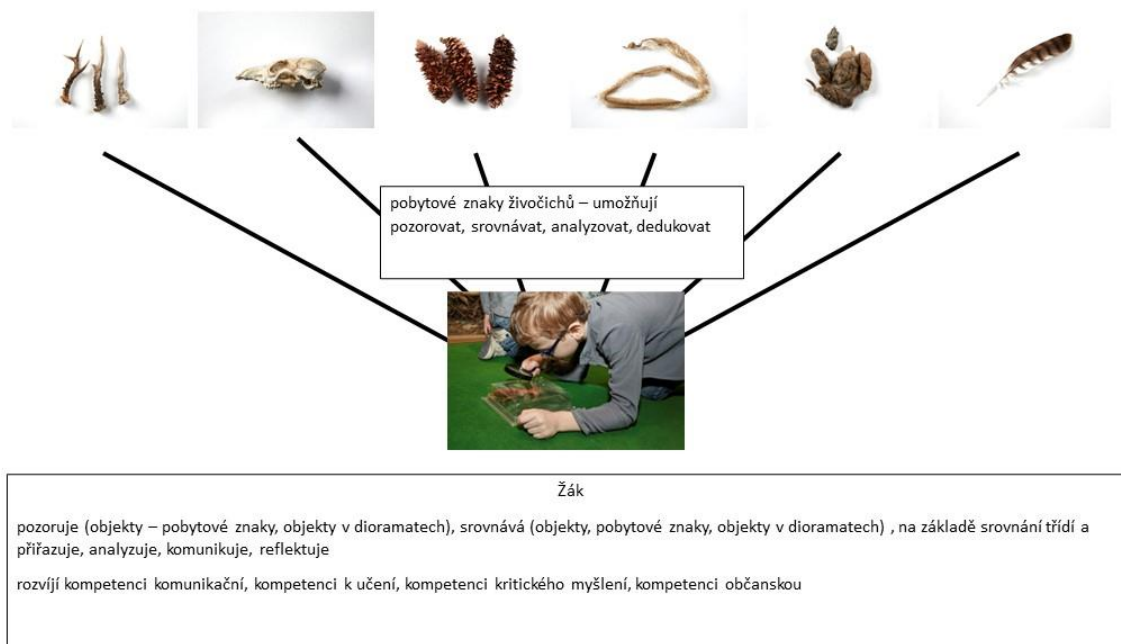 pobytové znaky živočichů – umožňují
pozorovat, srovnávat, analyzovat, dedukovat
Žák
pozoruje (objekty – pobytové znaky, objekty v dioramatech), srovnává (objekty, pobytové znaky, objekty v dioramatech) , na základě srovnání třídí a
přiřazuje, analyzuje, komunikuje, reflektuje
rozvíjí kompetenci komunikační, kompetenci k učení, kompetenci kritického myšlení, kompetenci občanskou